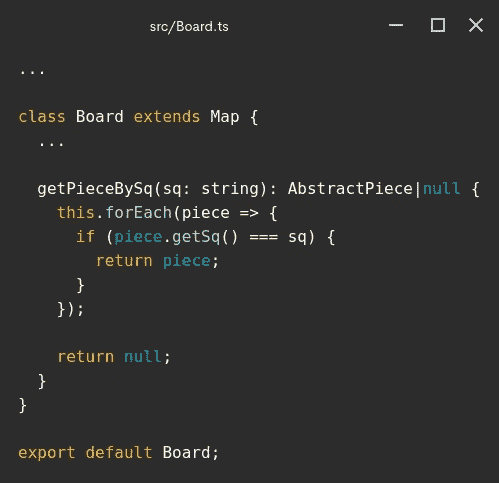 src/Board.ts
...
class Board extends Map {
  ...
  getPieceBySq(sq: string): AbstractPiece|null {
    this.forEach(piece => {
      if (piece.getSq() === sq) {
        return piece;
      }
    });
    return null;
  }
}
export default Board;